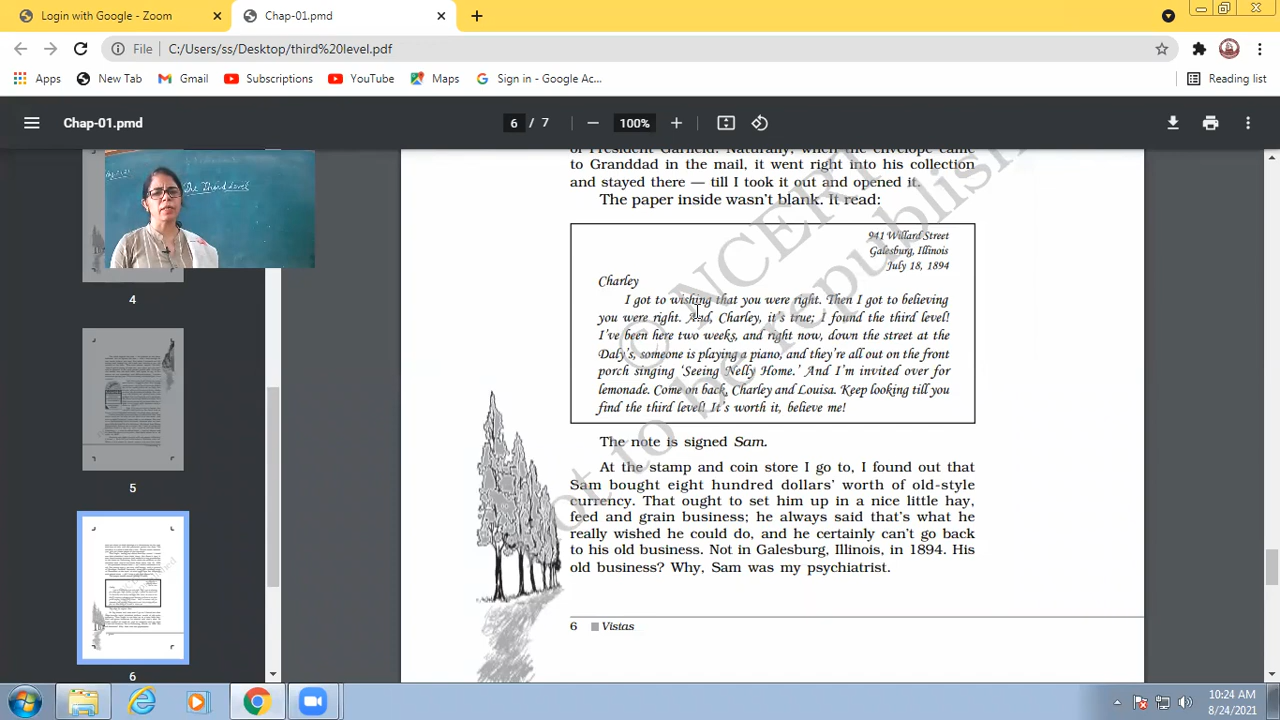 Login with Google - Zoom
Chap-01.pmd
File C:/Users/ss/Desktop/third%20level.pdf
Apps New Tab Gmail Subscriptions YouTube Maps Sign in - Google Ac... Reading list
Chap-01.pmd 6 / 7 100%
The Third Level
4
5
6
of President Garfield. Naturally, when the envelope came
to Granddad in the mail, it went right into his collection
and stayed there — till I took it out and opened it.
The paper inside wasn't blank. It read:
941 Willard Street
Galesburg, Illinois
July 18, 1894
Charley
I got to wishing that you were right. Then I got to believing
you were right. And, Charley, it's true; I found the third level!
I've been here two weeks, and right now, down the street at the
Daly's, someone is playing a piano, and they're all out on the front
porch singing 'Seeing Nelly Home.' And I'm invited over for
lemonade. Come on back, Charley and Louisa. Keep looking till you
find the third level! It's worth it, believe me!
The note is signed Sam.
At the stamp and coin store I go to, I found out that
Sam bought eight hundred dollars' worth of old-style
currency. That ought to set him up in a nice little hay,
feed and grain business; he always said that's what he
really wished he could do, and he certainly can't go back
to his old business. Not in Galesburg, Illinois, in 1894. His
old business? Why, Sam was my psychiatrist.
6 Vistas
© NCERT
not to be republished
10:24 AM
8/24/2021